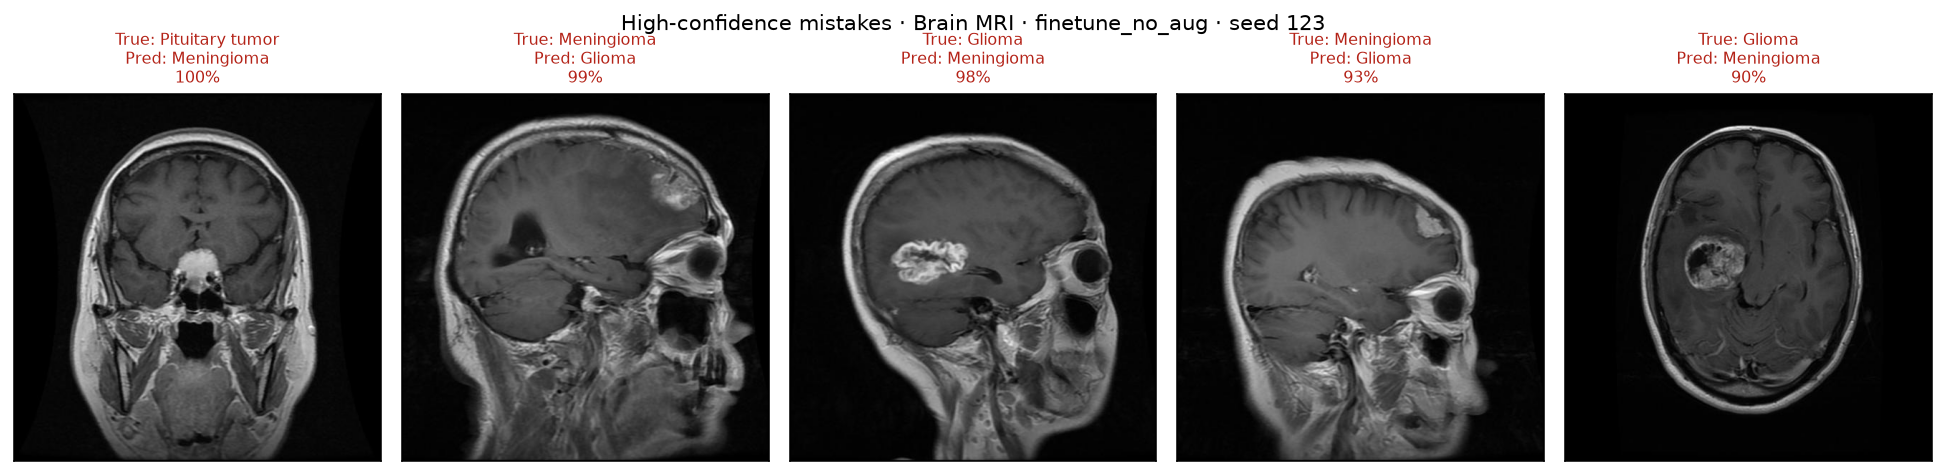 High-confidence mistakes · Brain MRI · finetune_no_aug · seed 123
True: Pituitary tumor
Pred: Meningioma
100%
True: Meningioma
Pred: Glioma
99%
True: Glioma
Pred: Meningioma
98%
True: Meningioma
Pred: Glioma
93%
True: Glioma
Pred: Meningioma
90%